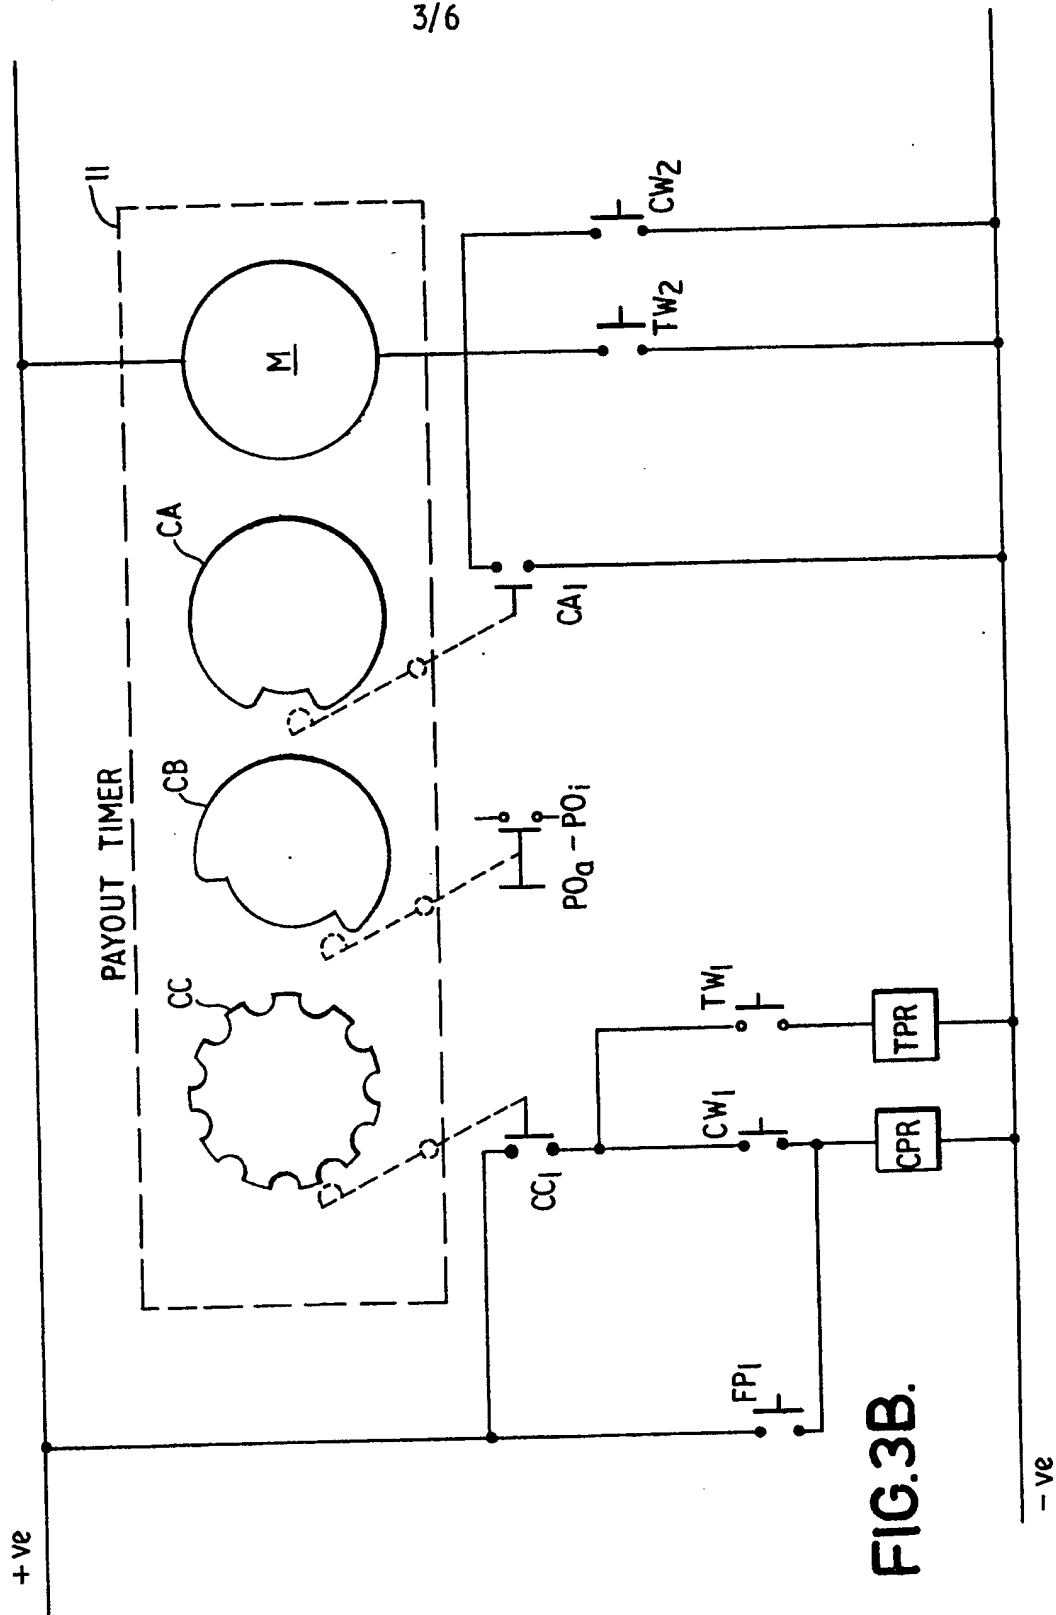 3/6
+ve
PAYOUT TIMER
11
CC
CB
CA
M
CC1
POa - POi
CA1
FP1
CW1
TW1
TW2
CW2
CPR
TPR
- ve
FIG.3B.